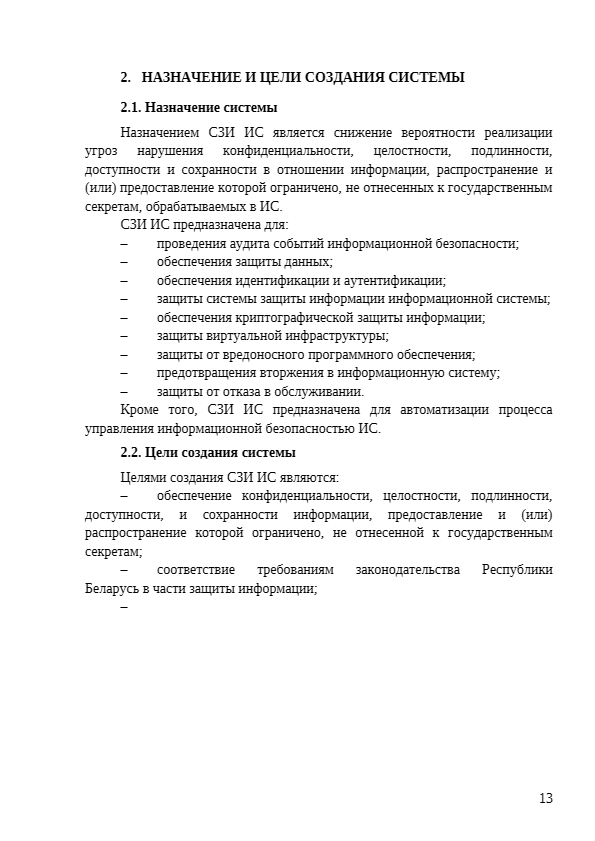 2. НАЗНАЧЕНИЕ И ЦЕЛИ СОЗДАНИЯ СИСТЕМЫ
2.1. Назначение системы
Назначением СЗИ ИС является снижение вероятности реализации
угроз нарушения конфиденциальности, целостности, подлинности,
доступности и сохранности в отношении информации, распространение и
(или) предоставление которой ограничено, не отнесенных к государственным
секретам, обрабатываемых в ИС.
СЗИ ИС предназначена для:
– проведения аудита событий информационной безопасности;
– обеспечения защиты данных;
– обеспечения идентификации и аутентификации;
– защиты системы защиты информации информационной системы;
– обеспечения криптографической защиты информации;
– защиты виртуальной инфраструктуры;
– защиты от вредоносного программного обеспечения;
– предотвращения вторжения в информационную систему;
– защиты от отказа в обслуживании.
Кроме того, СЗИ ИС предназначена для автоматизации процесса
управления информационной безопасностью ИС.
2.2. Цели создания системы
Целями создания СЗИ ИС являются:
– обеспечение конфиденциальности, целостности, подлинности,
доступности, и сохранности информации, предоставление и (или)
распространение которой ограничено, не отнесенной к государственным
секретам;
– соответствие требованиям законодательства Республики
Беларусь в части защиты информации;
–
13